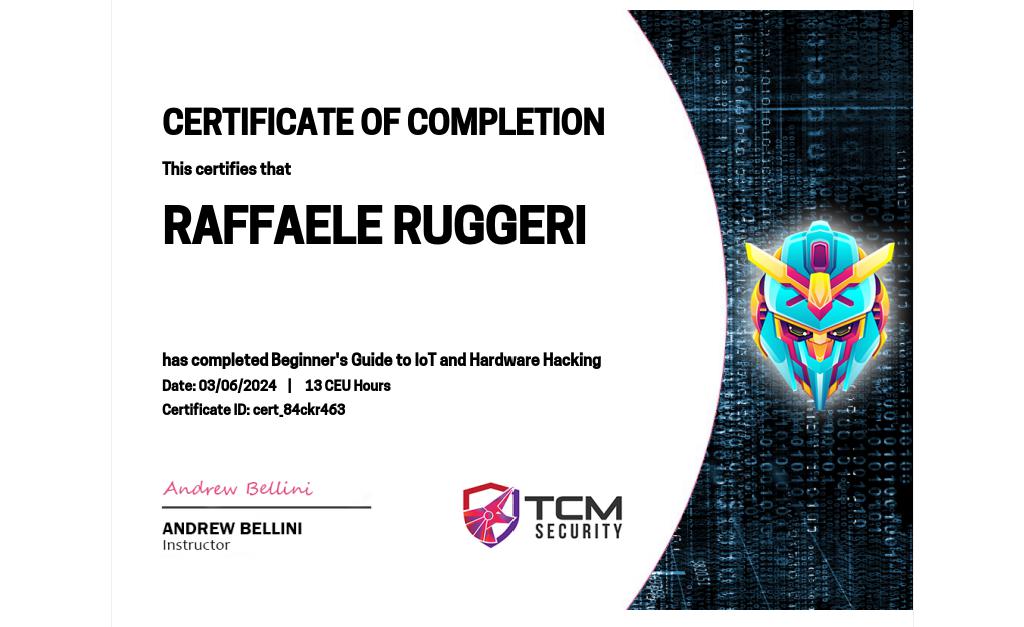 CERTIFICATE OF COMPLETION
This certifies that
RAFFAELE RUGGERI
has completed Beginner's Guide to IoT and Hardware Hacking
Date: 03/06/2024 | 13 CEU Hours
Certificate ID: cert_84ckr463
Andrew Bellini
ANDREW BELLINI
Instructor
TCM
SECURITY